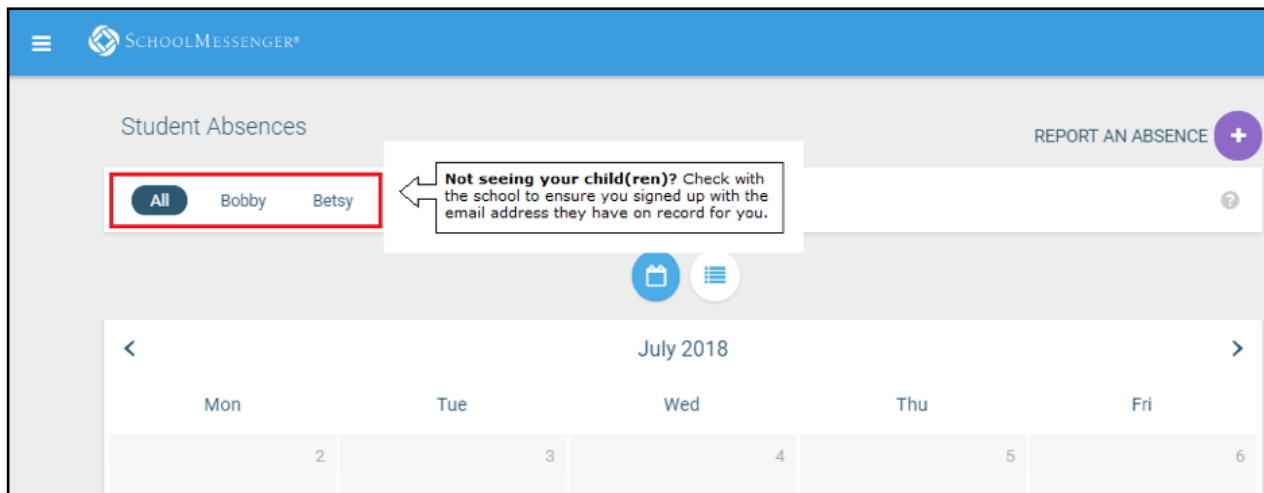 SCHOOLMESSENGER®
Student Absences
REPORT AN ABSENCE +
All Bobby Betsy
Not seeing your child(ren)? Check with
the school to ensure you signed up with the
email address they have on record for you.
?
< July 2018 >
Mon Tue Wed Thu Fri
2 3 4 5 6